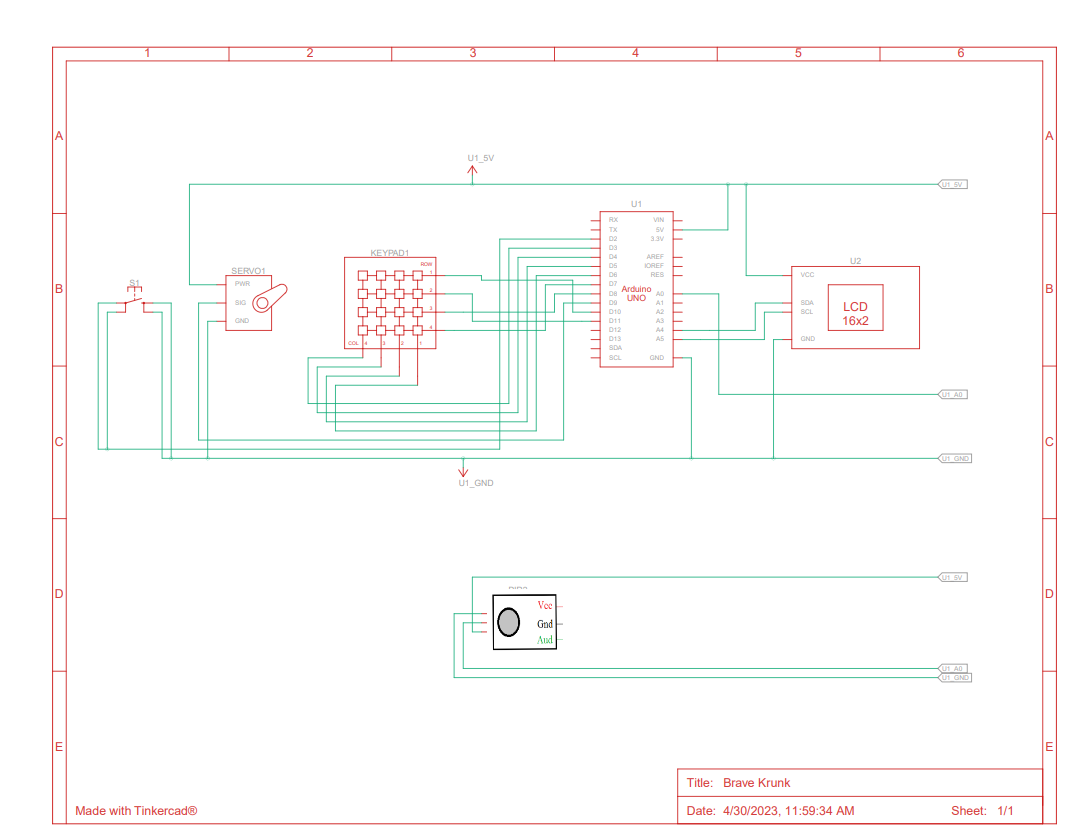 1 2 3 4 5 6
A A
U1_5V
U1_5V
U1
RX VIN
TX 5V
D2 3.3V
D3
D4 AREF
D5 IOREF
D6 RES
D7
D8 A0
D9 A1
D10 A2
D11 A3
D12 A4
D13 A5
SDA
SCL GND
Arduino
UNO
KEYPAD1
ROW
1
2
3
4
COL 4 3 2 1
SERVO1
PWR
SIG
GND
S1
B B
U2
VCC
SDA
SCL
GND
LCD
16x2
U1_A0
C C
U1_GND
U1_GND
U1_5V
D D
Vcc
Gnd
Aud
U1_A0
U1_GND
E E
Title: Brave Krunk
Made with Tinkercad®
Date: 4/30/2023, 11:59:34 AM Sheet: 1/1